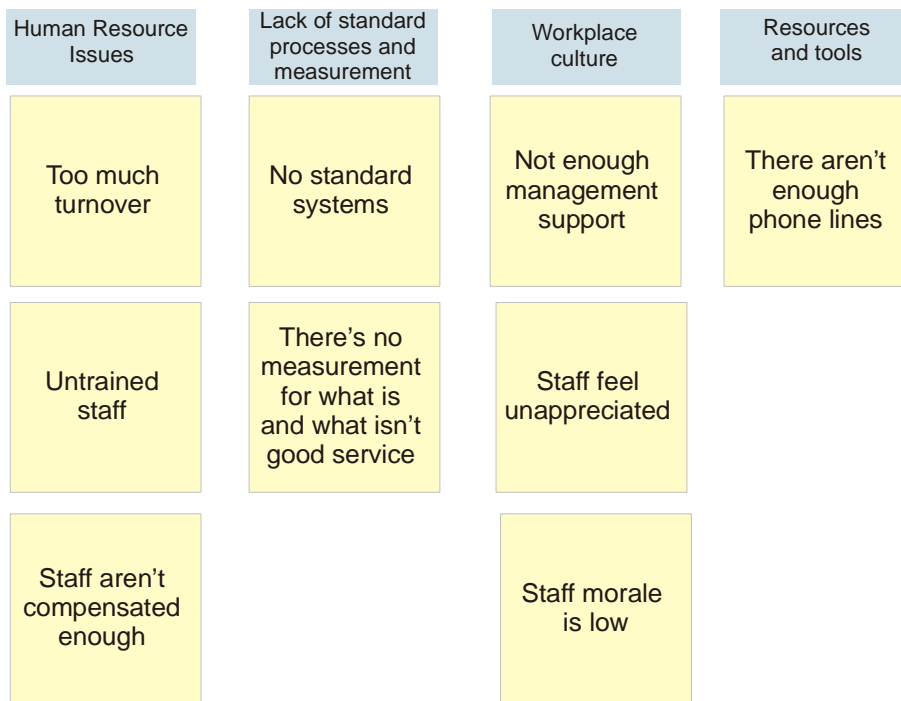 Human Resource
Issues
Lack of standard
processes and
measurement
Workplace
culture
Resources
and tools
Too much
turnover
No standard
systems
Not enough
management
support
There aren't
enough
phone lines
Untrained
staff
There’s no
measurement
for what is
and what isn’t
good service
Staff feel
unappreciated
Staff aren’t
compensated
enough
Staff morale
is low